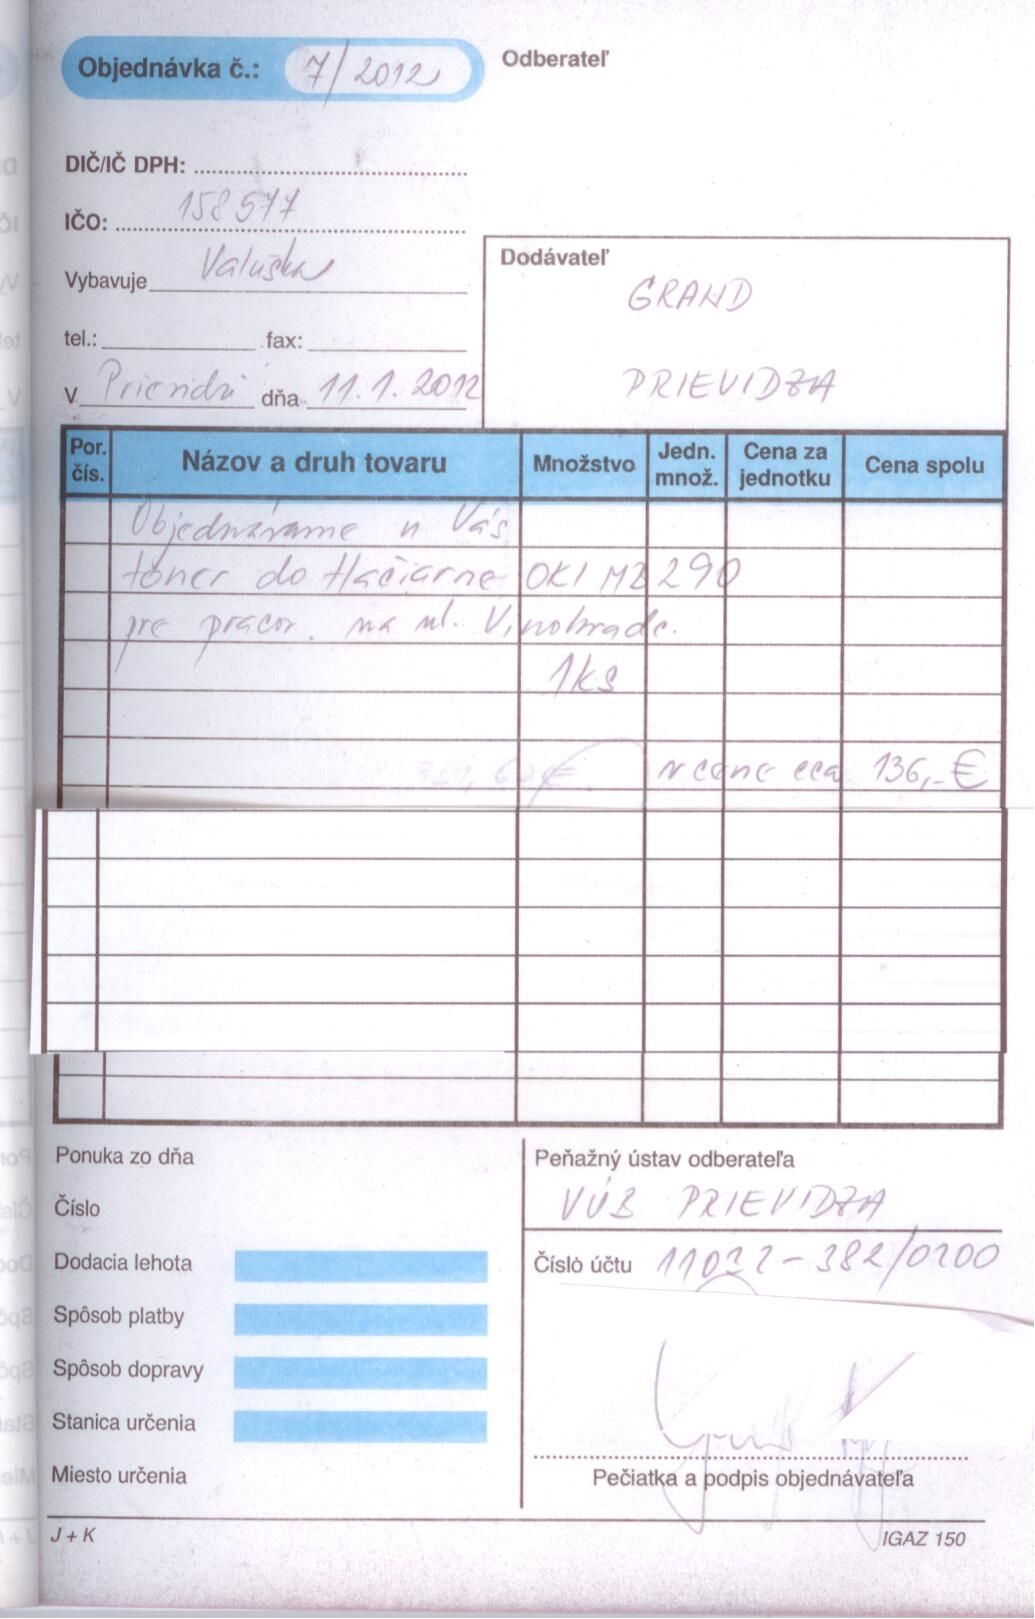 Objednávka č.: 7/2012
Odberateľ
DIČ/IČ DPH:
IČO: 158577
Vybavuje Valuška
tel.: fax:
V Prievidzi dňa 11.1.2012
Dodávateľ
GRAND
PRIEVIDZA
Por. čís. Názov a druh tovaru Množstvo Jedn. množ. Cena za jednotku Cena spolu
Objednávame u Vás
toner do tlačiarne OKI MB 290
pre pracov. na ul. Vinohradc.
1ks
v cene cca 136,- €
Ponuka zo dňa
Číslo
Dodacia lehota
Spôsob platby
Spôsob dopravy
Stanica určenia
Miesto určenia
Peňažný ústav odberateľa
VÚB PRIEVIDZA
Číslo účtu 11032-382/0200
Pečiatka a podpis objednávateľa
J + K
IGAZ 150